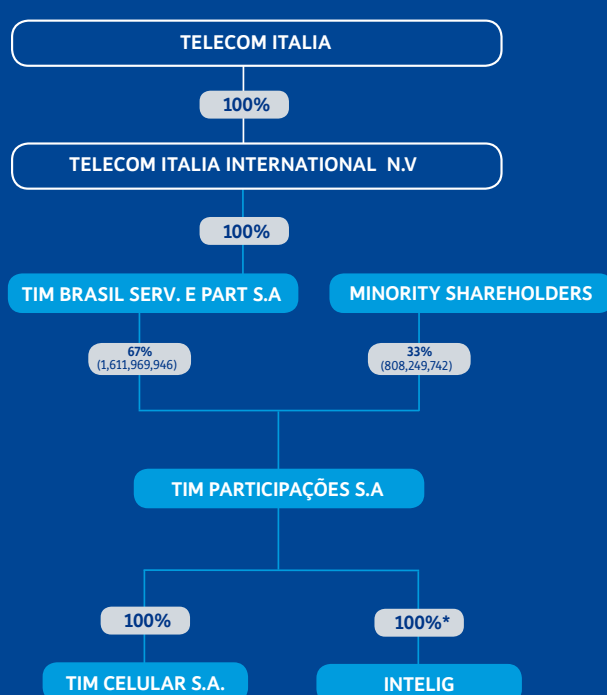 TELECOM ITALIA
100%
TELECOM ITALIA INTERNATIONAL N.V
100%
TIM BRASIL SERV. E PART S.A
MINORITY SHAREHOLDERS
67%
(1,611,969,946)
33%
(808,249,742)
TIM PARTICIPAÇÕES S.A
100%
100%*
TIM CELULAR S.A.
INTELIG